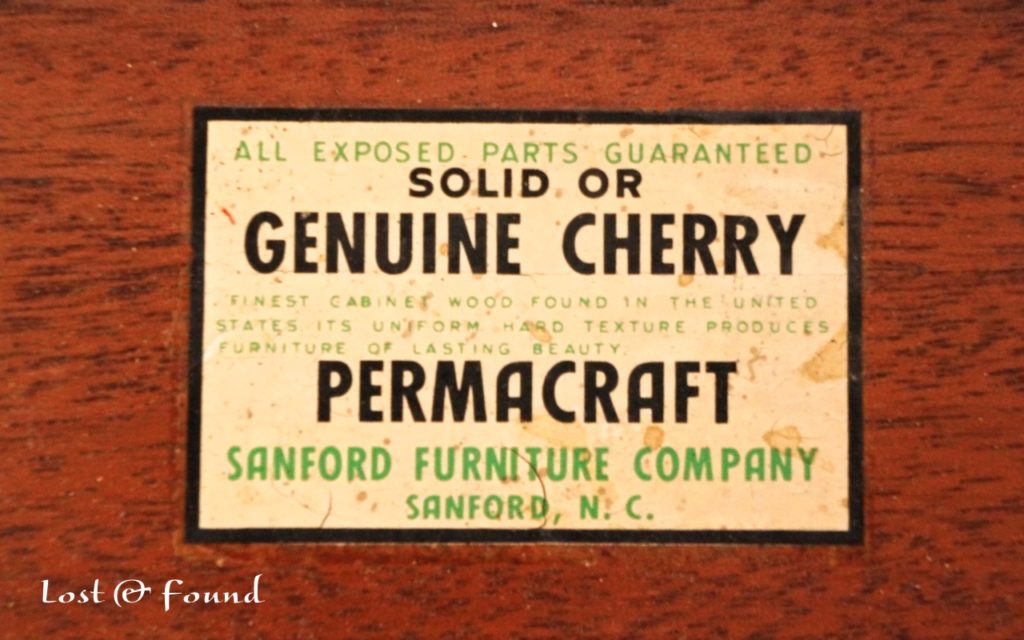 ALL EXPOSED PARTS GUARANTEED
SOLID OR
GENUINE CHERRY
FINEST CABINET WOOD FOUND IN THE UNITED
STATES. ITS UNIFORM HARD TEXTURE PRODUCES
FURNITURE OF LASTING BEAUTY.
PERMACRAFT
SANFORD FURNITURE COMPANY
SANFORD, N. C.
Lost & Found